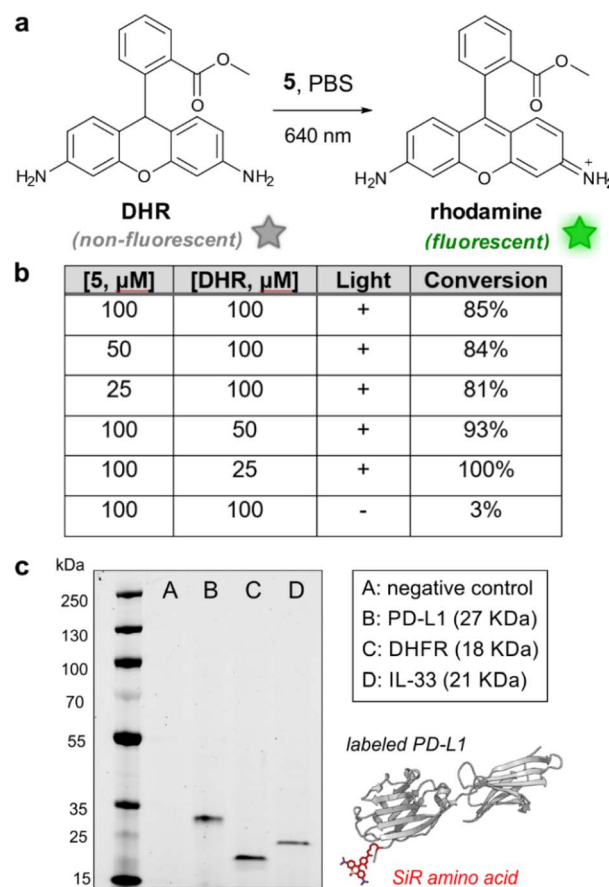 a
O
O
H2N
O
NH2
DHR
(non-fluorescent)
5, PBS
640 nm
O
O
H2N
O
+
NH2
rhodamine
(fluorescent)
b
[5, µM] [DHR, µM] Light Conversion
100 100 + 85%
50 100 + 84%
25 100 + 81%
100 50 + 93%
100 25 + 100%
100 100 - 3%
c
kDa
A B C D
250
130
100
70
55
35
25
15
A: negative control
B: PD-L1 (27 KDa)
C: DHFR (18 KDa)
D: IL-33 (21 KDa)
labeled PD-L1
SiR amino acid